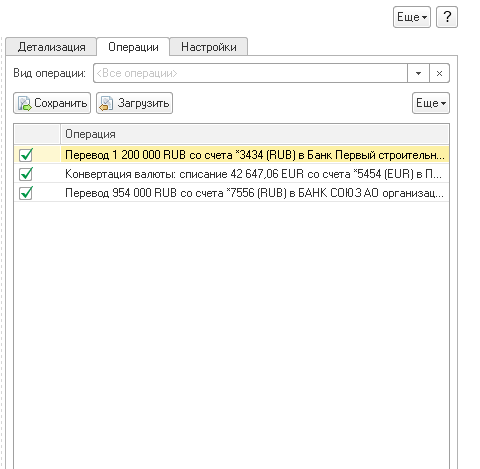 Еще ?
Детализация Операции Настройки
Вид операции: <Все операции> ×
Сохранить Загрузить Еще
Операция
Перевод 1 200 000 RUB со счета *3434 (RUB) в Банк Первый строительн...
Конвертация валюты: списание 42 647,06 EUR со счета *5454 (EUR) в П...
Перевод 954 000 RUB со счета *7556 (RUB) в БАНК СОЮЗ АО организац...